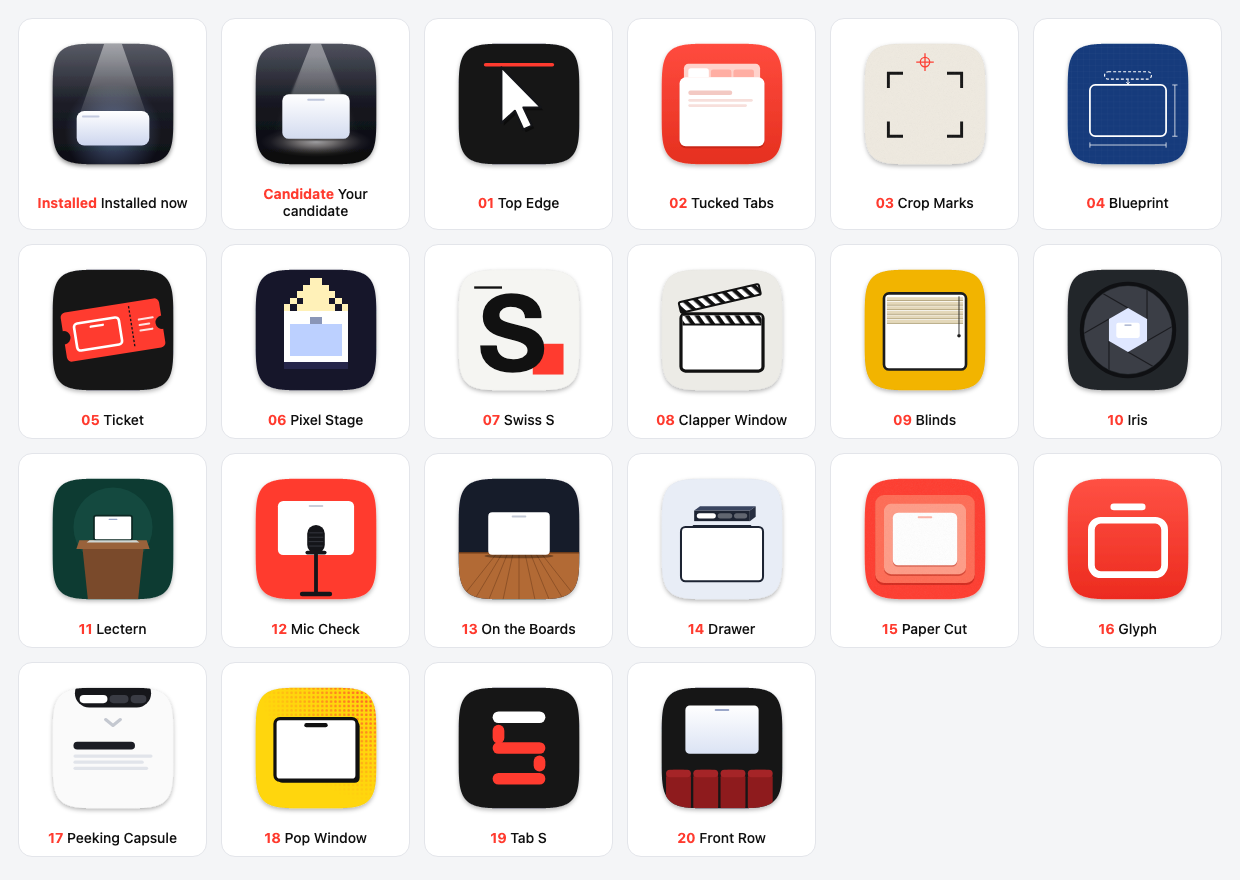 Installed Installed now
Candidate Your
candidate
01 Top Edge
02 Tucked Tabs
03 Crop Marks
04 Blueprint
05 Ticket
06 Pixel Stage
S
07 Swiss S
08 Clapper Window
09 Blinds
10 Iris
11 Lectern
12 Mic Check
13 On the Boards
14 Drawer
15 Paper Cut
16 Glyph
17 Peeking Capsule
18 Pop Window
S
19 Tab S
20 Front Row